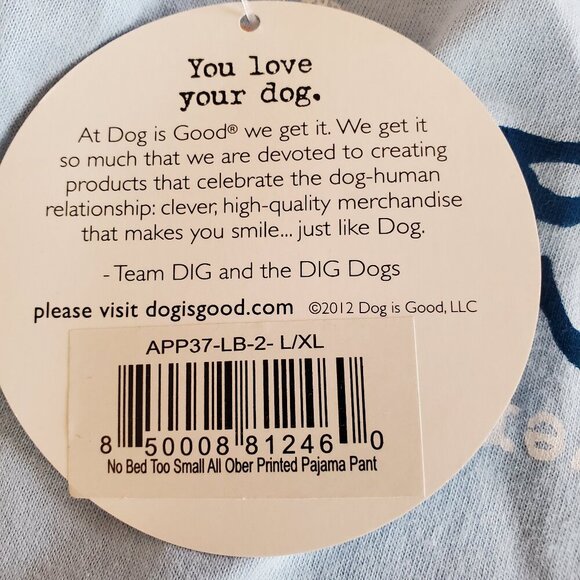 You love
your dog.
At Dog is Good® we get it. We get it
so much that we are devoted to creating
products that celebrate the dog-human
relationship: clever, high-quality merchandise
that makes you smile... just like Dog.
- Team DIG and the DIG Dogs
please visit dogisgood.com ©2012 Dog is Good, LLC
APP37-LB-2- L/XL
8 50008 81246 0
No Bed Too Small All Ober Printed Pajama Pant